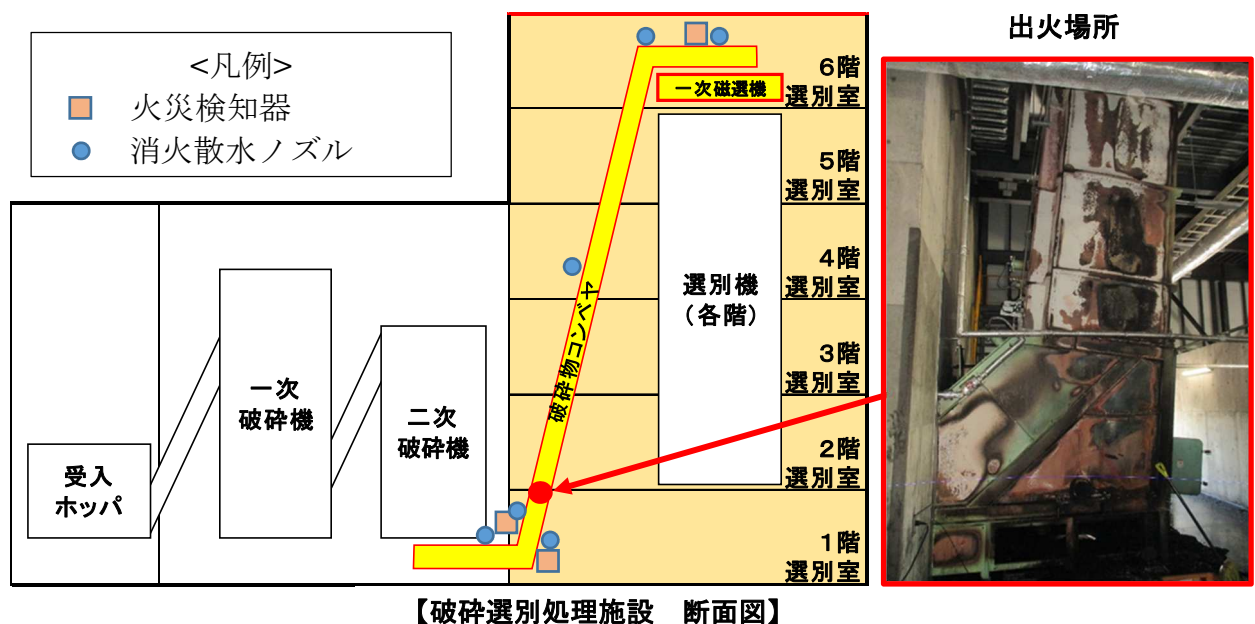 <凡例>
火災検知器
消火散水ノズル
出火場所
6階
選別室
一次磁選機
5階
選別室
4階
選別室
選別機
(各階)
破砕物コンベヤ
3階
選別室
一次
破砕機
二次
破砕機
2階
選別室
受入
ホッパ
1階
選別室
【破砕選別処理施設　断面図】